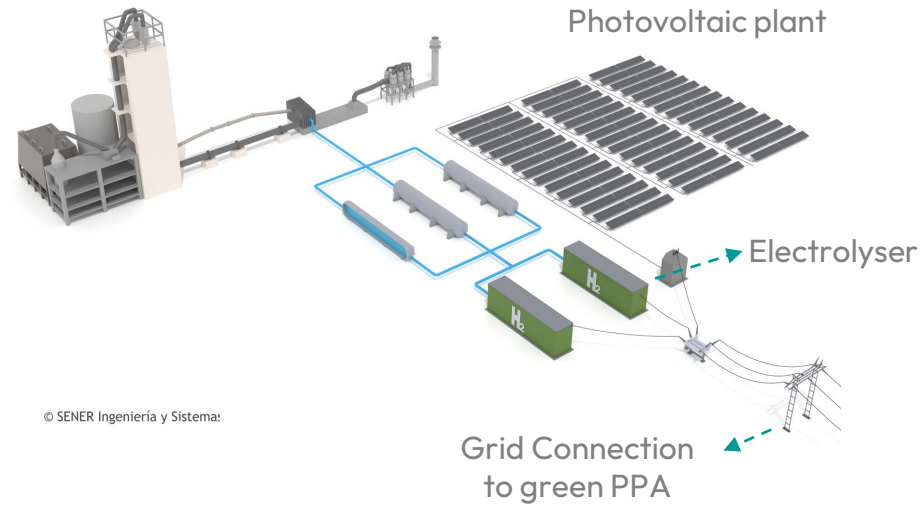 Photovoltaic plant
Electrolyser
H2
H2
© SENER Ingeniería y Sistemas
Grid Connection
to green PPA